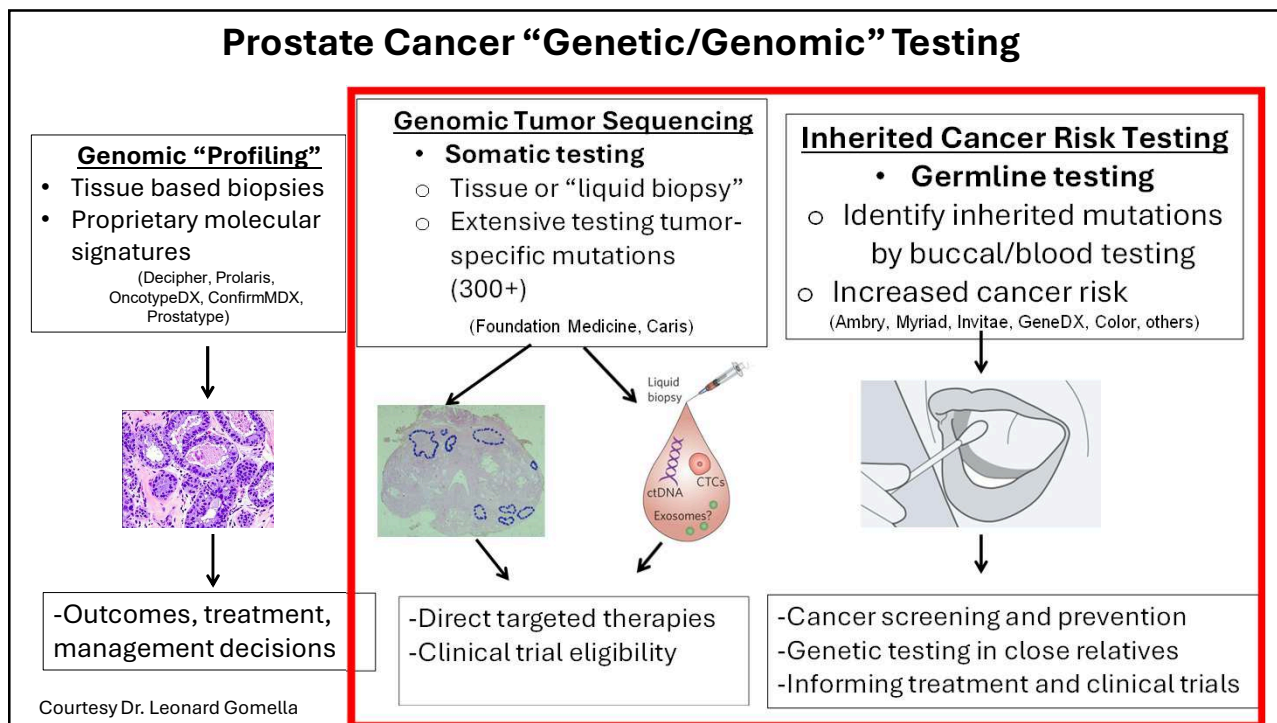 Prostate Cancer “Genetic/Genomic” Testing
Genomic “Profiling”
• Tissue based biopsies
• Proprietary molecular
signatures
(Decipher, Prolaris,
OncotypeDX, ConfirmMDX,
Prostatype)
-Outcomes, treatment,
management decisions
Genomic Tumor Sequencing
• Somatic testing
○ Tissue or “liquid biopsy”
○ Extensive testing tumor-
specific mutations
(300+)
(Foundation Medicine, Caris)
Liquid
biopsy
ctDNA
CTCs
Exosomes?
-Direct targeted therapies
-Clinical trial eligibility
Inherited Cancer Risk Testing
• Germline testing
○ Identify inherited mutations
by buccal/blood testing
○ Increased cancer risk
(Ambry, Myriad, Invitae, GeneDX, Color, others)
-Cancer screening and prevention
-Genetic testing in close relatives
-Informing treatment and clinical trials
Courtesy Dr. Leonard Gomella